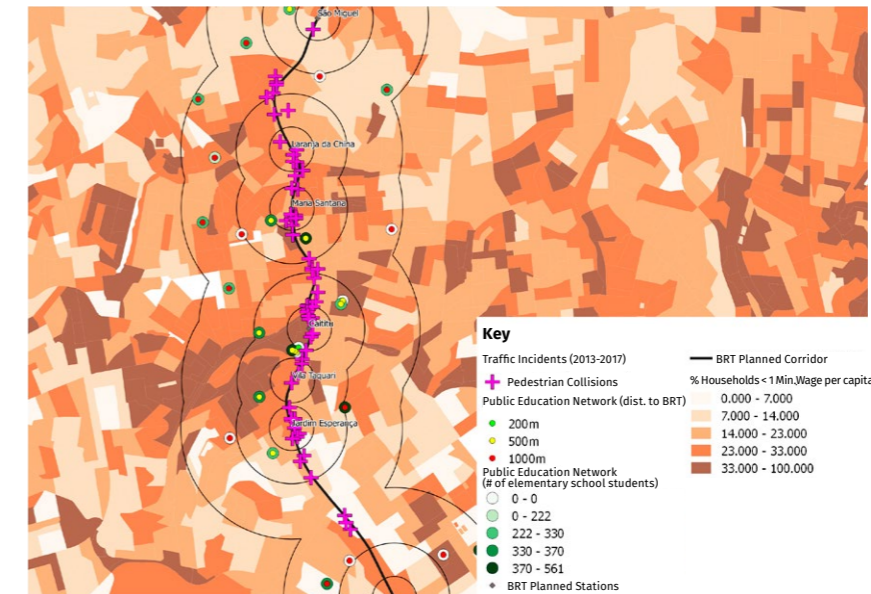 São Miguel
Laranja da China
Maria Santana
Caititu
Vila Taquari
Jardim Esperança
Key
Traffic Incidents (2013-2017)
Pedestrian Collisions
Public Education Network (dist. to BRT)
200m
500m
1000m
Public Education Network
(# of elementary school students)
0 - 0
0 - 222
222 - 330
330 - 370
370 - 561
BRT Planned Stations
BRT Planned Corridor
% Households < 1 Min.Wage per capita
0.000 - 7.000
7.000 - 14.000
14.000 - 23.000
23.000 - 33.000
33.000 - 100.000